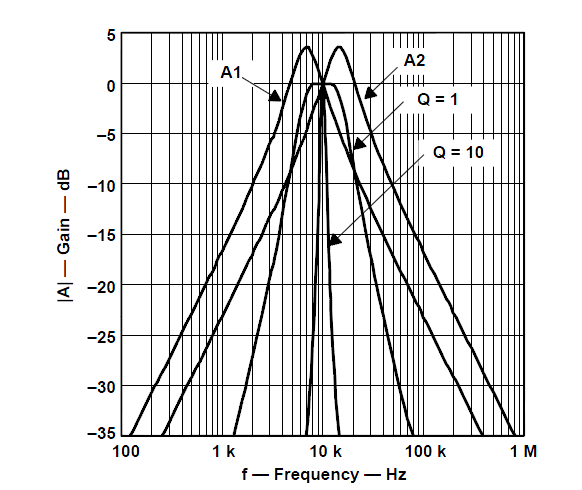 5
0
–5
–10
–15
–20
–25
–30
–35
|A| — Gain — dB
A1
A2
Q = 1
Q = 10
100
1 k
10 k
100 k
1 M
f — Frequency — Hz